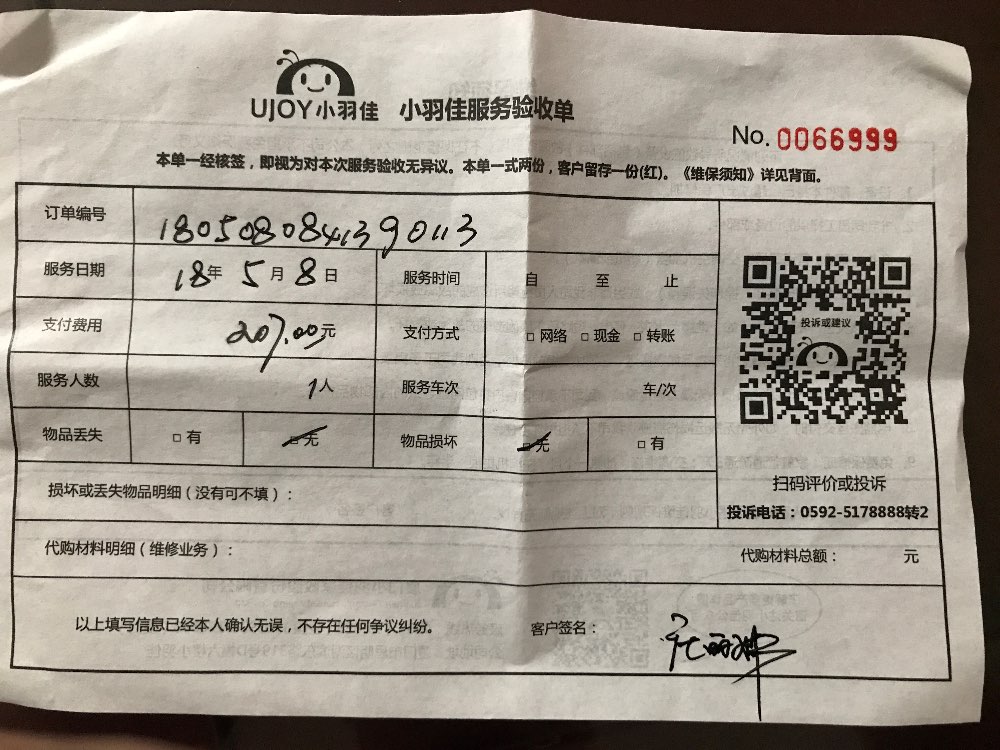 UJOY小羽佳 小羽佳服务验收单
No. 0066999
本单一经核签，即视为对本次服务验收无异议。本单一式两份，客户留存一份(红)。《维保须知》详见背面。
订单编号 1805080841390113
服务日期 18年 5月 8日 服务时间 自 至 止
支付费用 207.00元 支付方式 □网络 □现金 □转账
服务人数 1人 服务车次 车/次
物品丢失 □有 □无 物品损坏 □无 □有
投诉或建议
扫码评价或投诉
投诉电话：0592-5178888转2
损坏或丢失物品明细（没有可不填）：
代购材料明细（维修业务）： 代购材料总额： 元
以上填写信息已经本人确认无误，不存在任何争议纠纷。 客户签名：